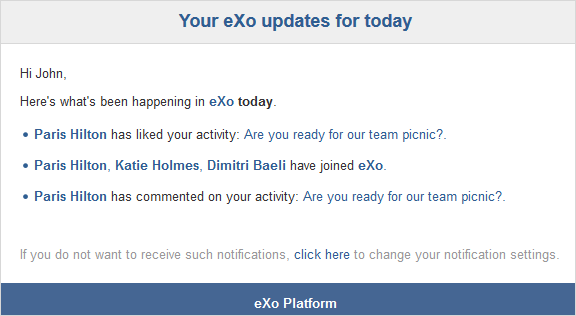 Your eXo updates for today
Hi John,
Here's what's been happening in eXo today.
• Paris Hilton has liked your activity: Are you ready for our team picnic?.
• Paris Hilton, Katie Holmes, Dimitri Baeli have joined eXo.
• Paris Hilton has commented on your activity: Are you ready for our team picnic?.
If you do not want to receive such notifications, click here to change your notification settings.
eXo Platform